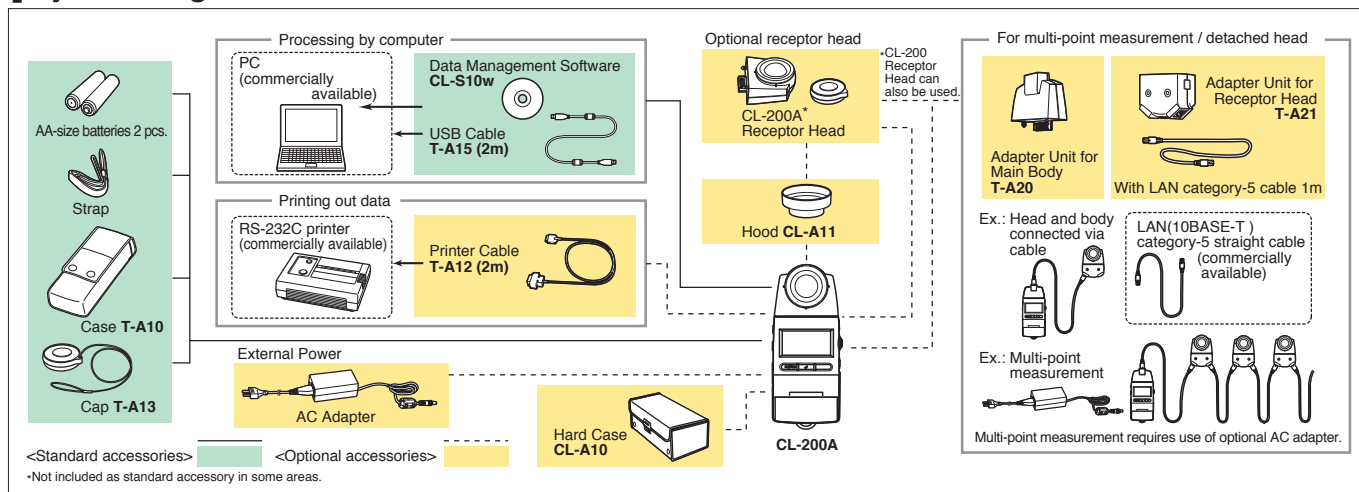 Processing by computer
PC
(commercially
available)
Data Management Software
CL-S10w
USB Cable
T-A15 (2m)
AA-size batteries 2 pcs.
Strap
Case T-A10
Cap T-A13
Printing out data
RS-232C printer
(commercially available)
Printer Cable
T-A12 (2m)
External Power
AC Adapter
Hard Case
CL-A10
Optional receptor head
CL-200A*
Receptor Head
*CL-200
Receptor
Head can
also be used.
Hood CL-A11
CL-200A
For multi-point measurement / detached head
Adapter Unit for
Main Body
T-A20
Adapter Unit for
Receptor Head
T-A21
With LAN category-5 cable 1m
Ex.: Head and body
connected via
cable
LAN(10BASE-T )
category-5 straight cable
(commercially
available)
Ex.: Multi-point
measurement
Multi-point measurement requires use of optional AC adapter.
<Standard accessories>
<Optional accessories>
*Not included as standard accessory in some areas.